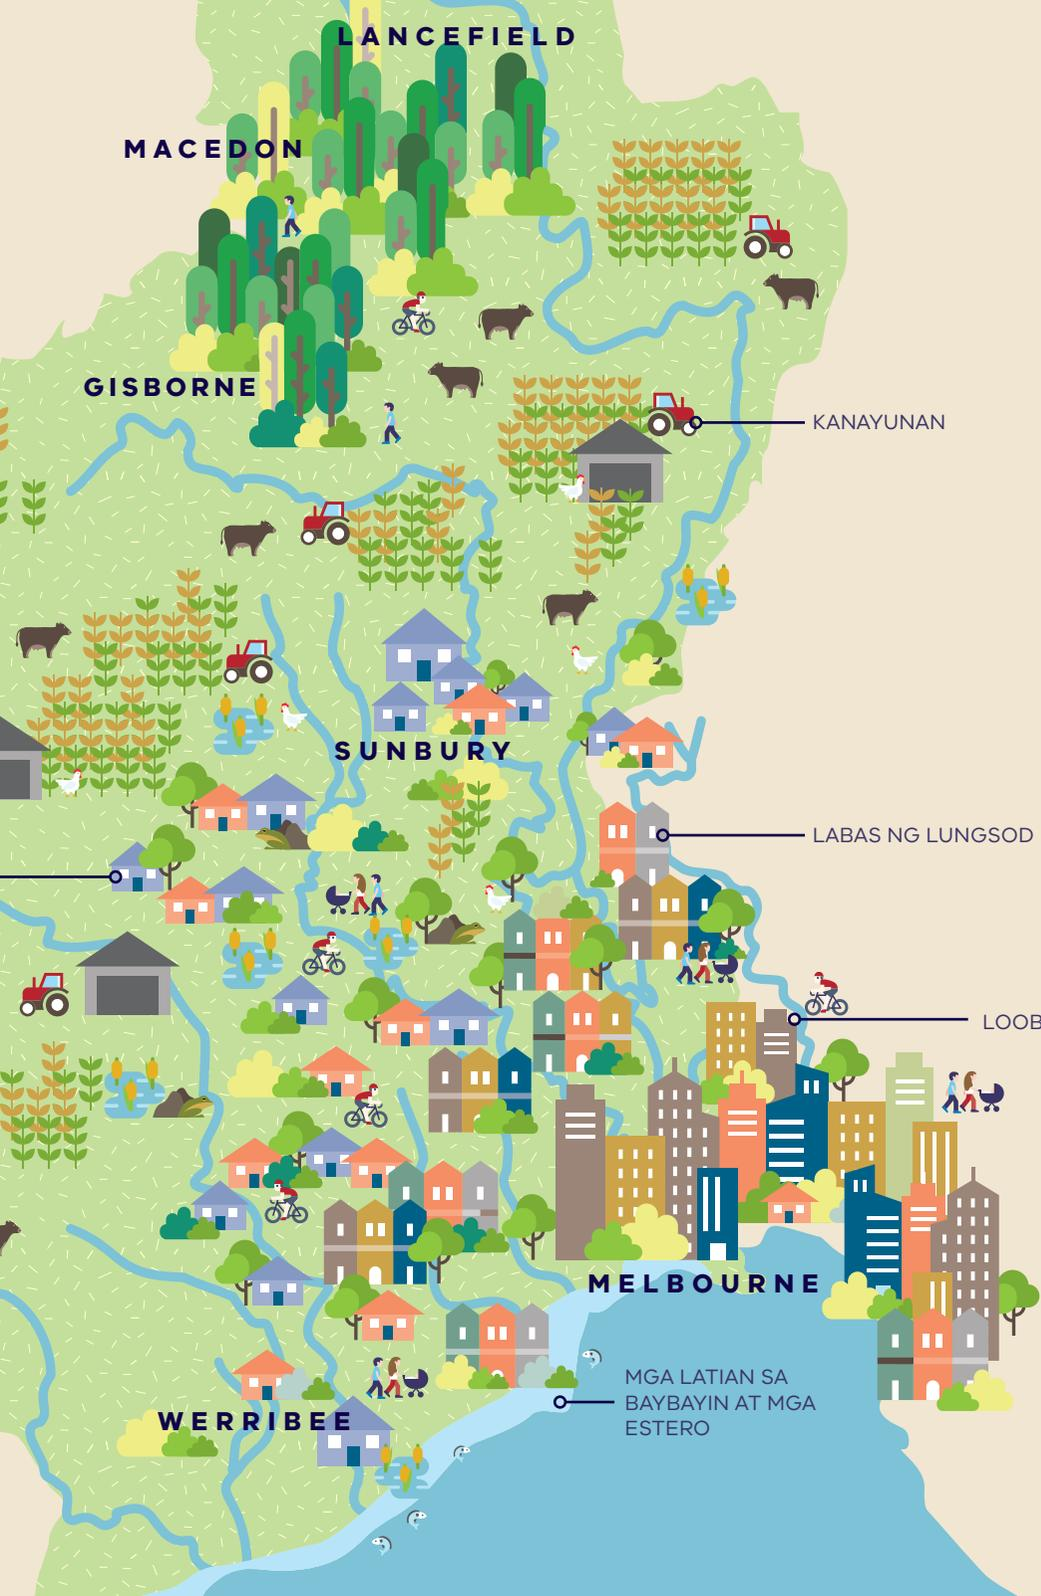 LANCEFIELD
MACEDON
GISBORNE
KANAYUNAN
SUNBURY
LABAS NG LUNGSOD
LOOB
MELBOURNE
MGA LATIAN SA
BAYBAYIN AT MGA
ESTERO
WERRIBEE